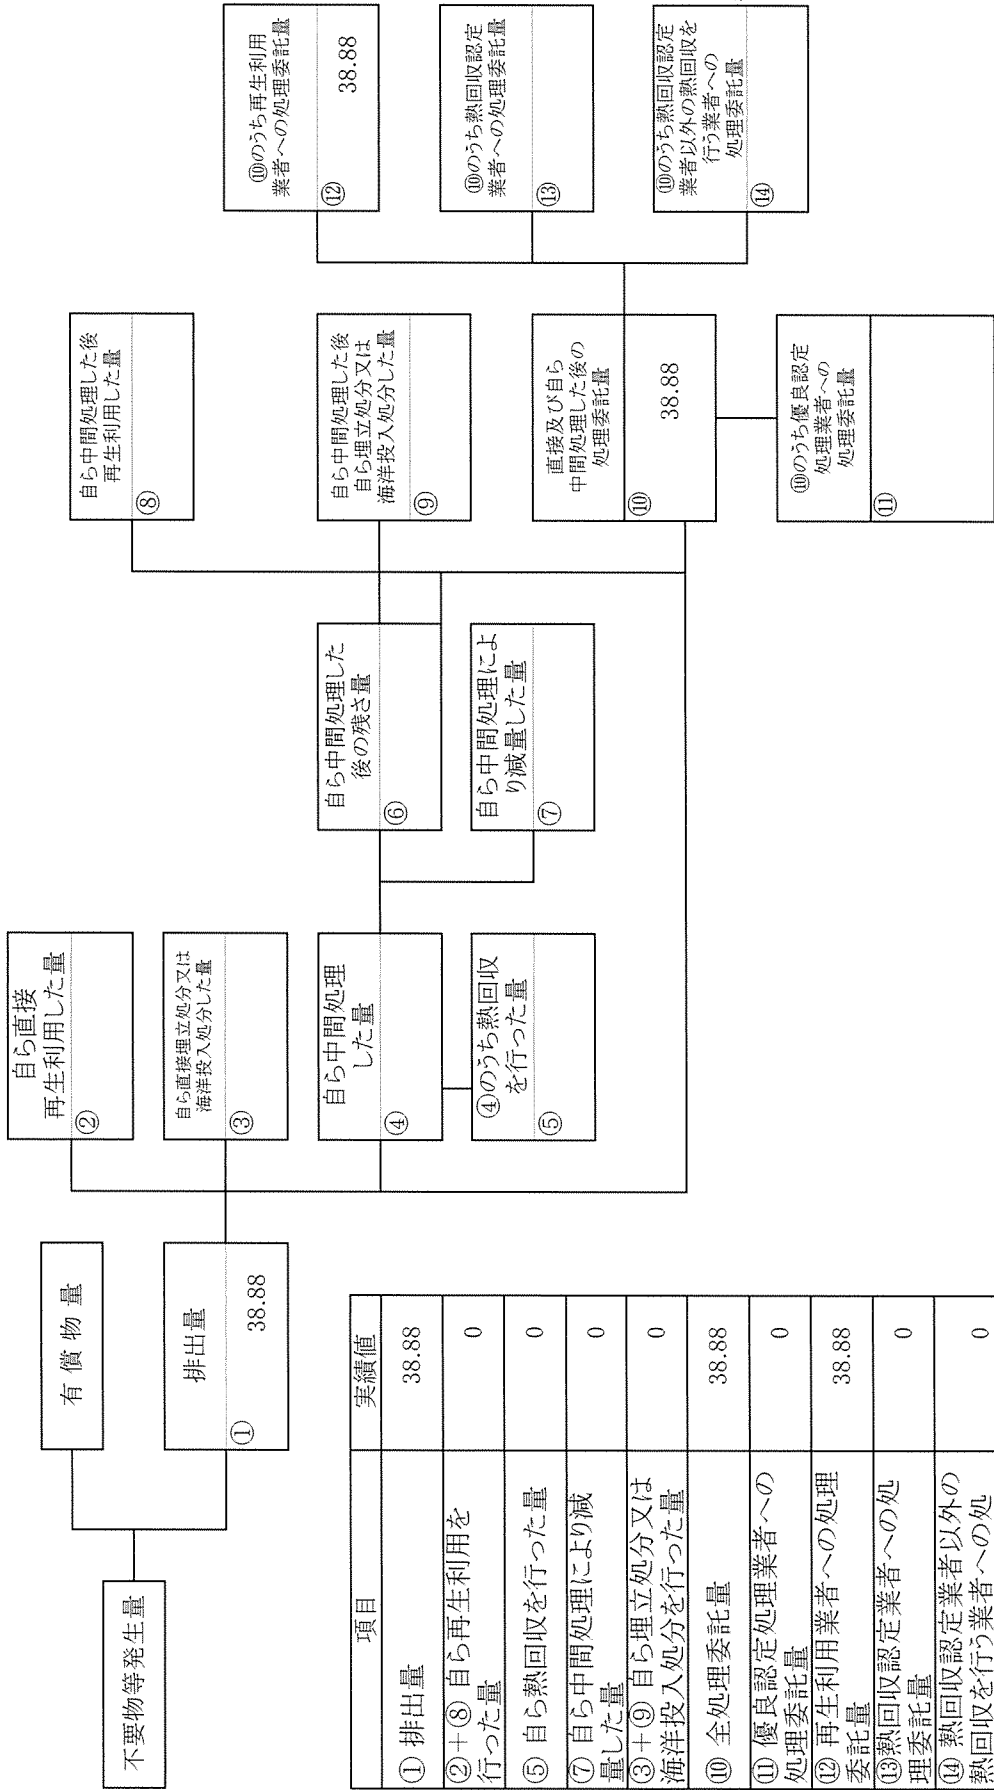 不要物等発生量
有償物量
排出量
①
38.88
自ら直接
再生利用した量
②
自ら直接埋立処分又は
海洋投入処分した量
③
自ら中間処理
した量
④
④のうち熱回収
を行った量
⑤
自ら中間処理した
後の残さ量
⑥
自ら中間処理によ
り減量した量
⑦
自ら中間処理した後
再生利用した量
⑧
自ら中間処理した後
自ら埋立処分又は
海洋投入処分した量
⑨
直接及び自ら
中間処理した後の
処理委託量
⑩
38.88
⑩のうち優良認定
処理業者への
処理委託量
⑪
⑩のうち再生利用
業者への処理委託量
⑫
38.88
⑩のうち熱回収認定
業者への処理委託量
⑬
⑩のうち熱回収認定
業者以外の熱回収を
行う業者への
処理委託量
⑭
項目 実績値
① 排出量 38.88
②+⑧ 自ら再生利用を
行った量 0
⑤ 自ら熱回収を行った量 0
⑦ 自ら中間処理により減
量した量 0
③+⑨ 自ら埋立処分又は
海洋投入処分を行った量 0
⑩ 全処理委託量 38.88
⑪ 優良認定処理業者への
処理委託量 0
⑫ 再生利用業者への処理
委託量 38.88
⑬熱回収認定業者への処
理委託量 0
⑭ 熱回収認定業者以外の
熱回収を行う業者への処 0